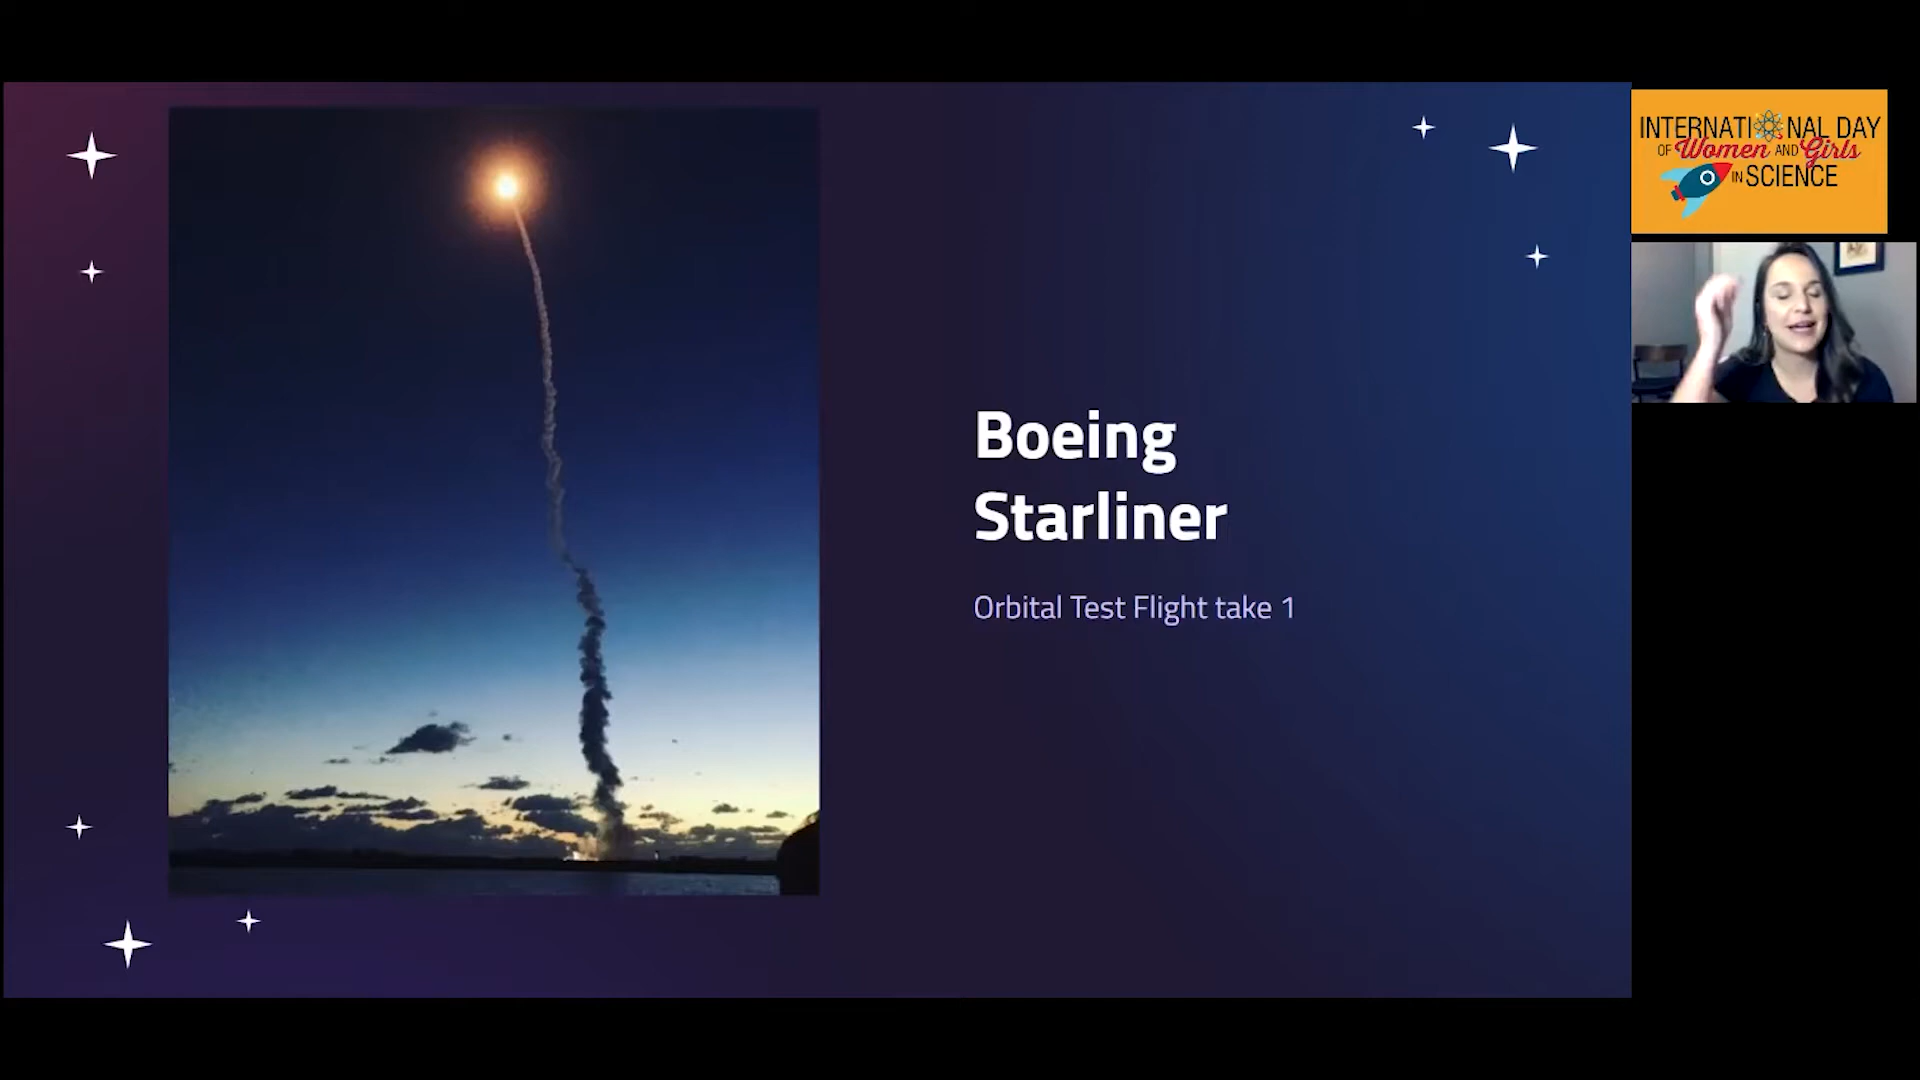 Boeing
Starliner
Orbital Test Flight take 1
INTERNATIONAL DAY
OF Women AND Girls
IN SCIENCE